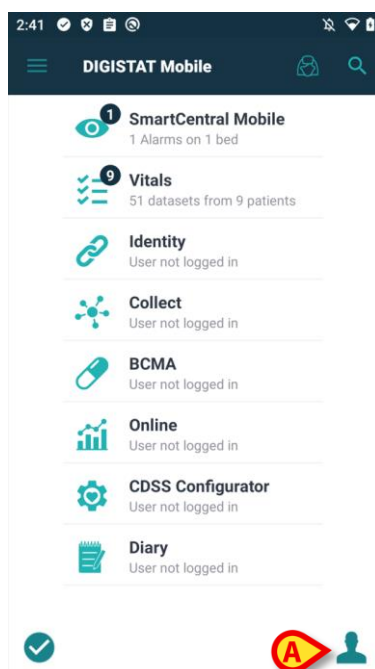 2:41
DIGISTAT Mobile
1
SmartCentral Mobile
1 Alarms on 1 bed
9
Vitals
51 datasets from 9 patients
Identity
User not logged in
Collect
User not logged in
BCMA
User not logged in
Online
User not logged in
CDSS Configurator
User not logged in
Diary
User not logged in
A